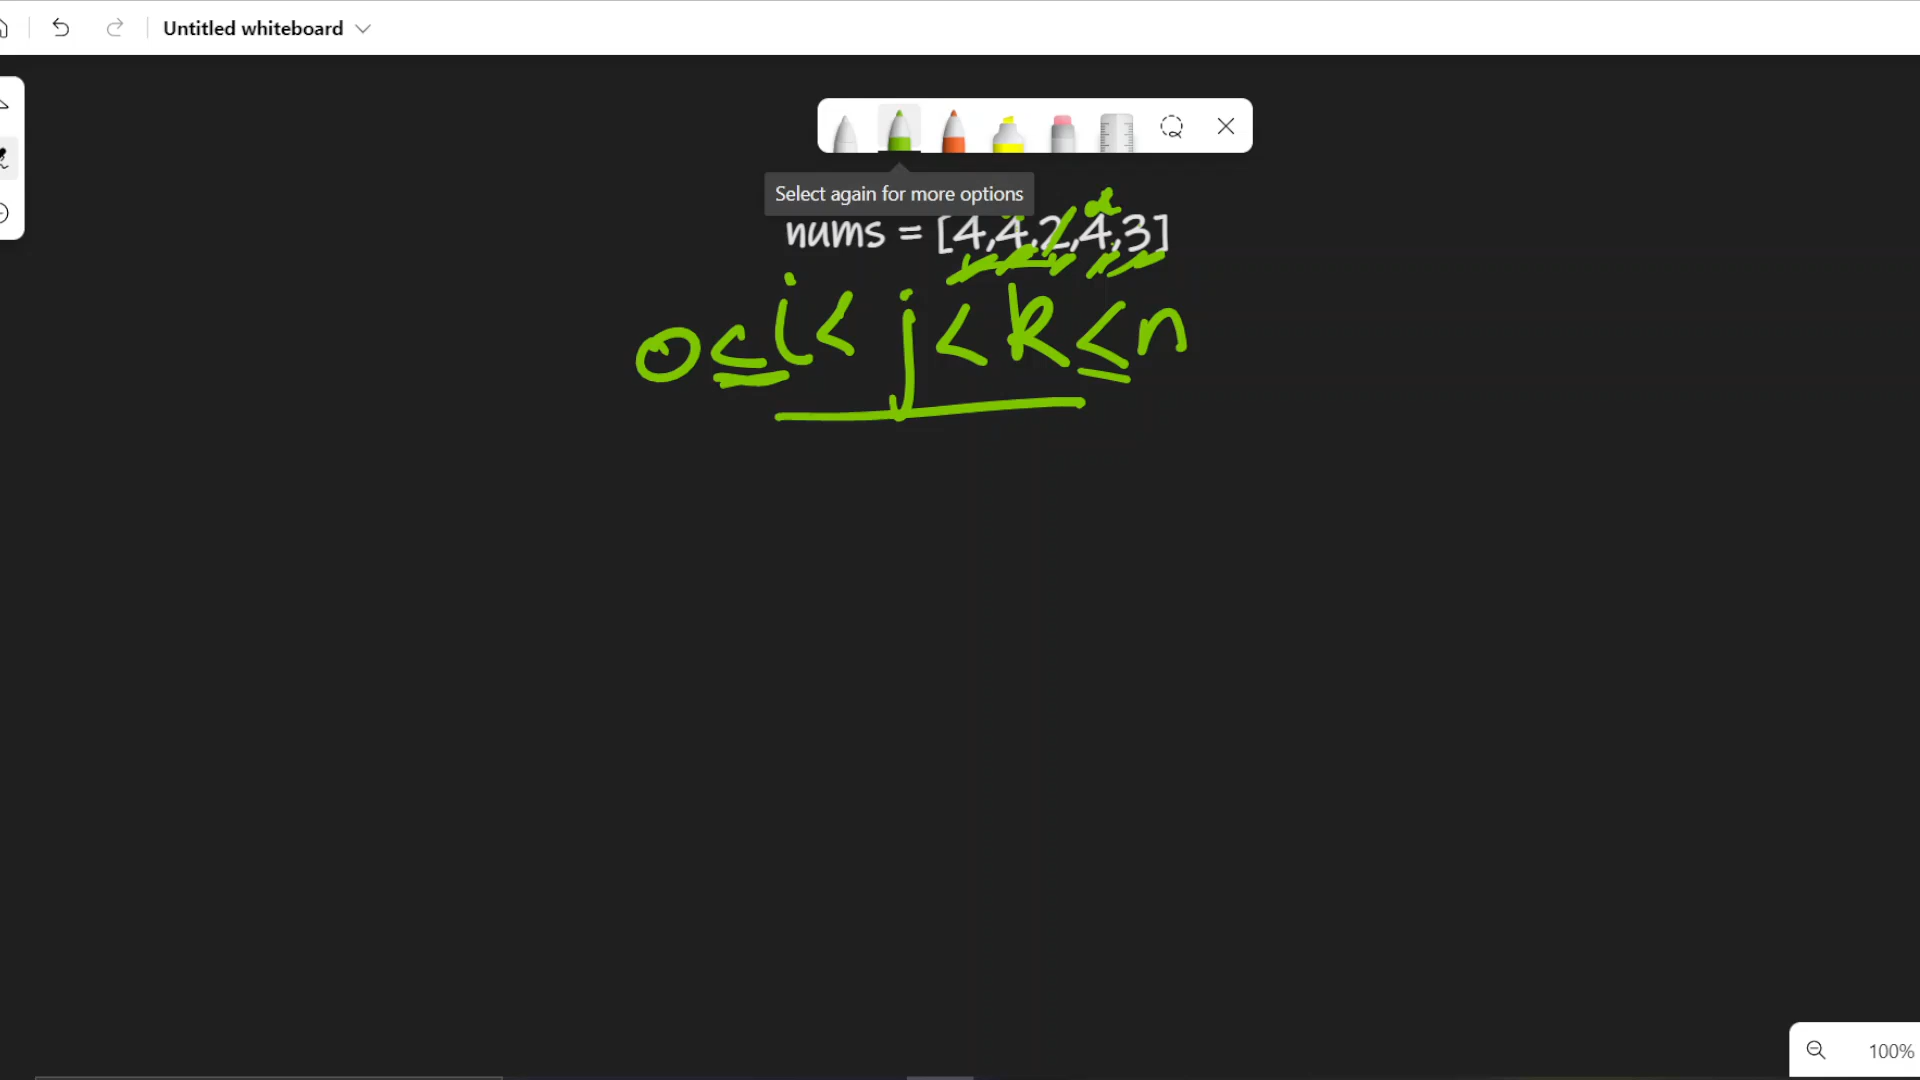 Untitled whiteboard
Select again for more options
nums = [4,4,2,4,3]
0≤i<j<k≤n
100%